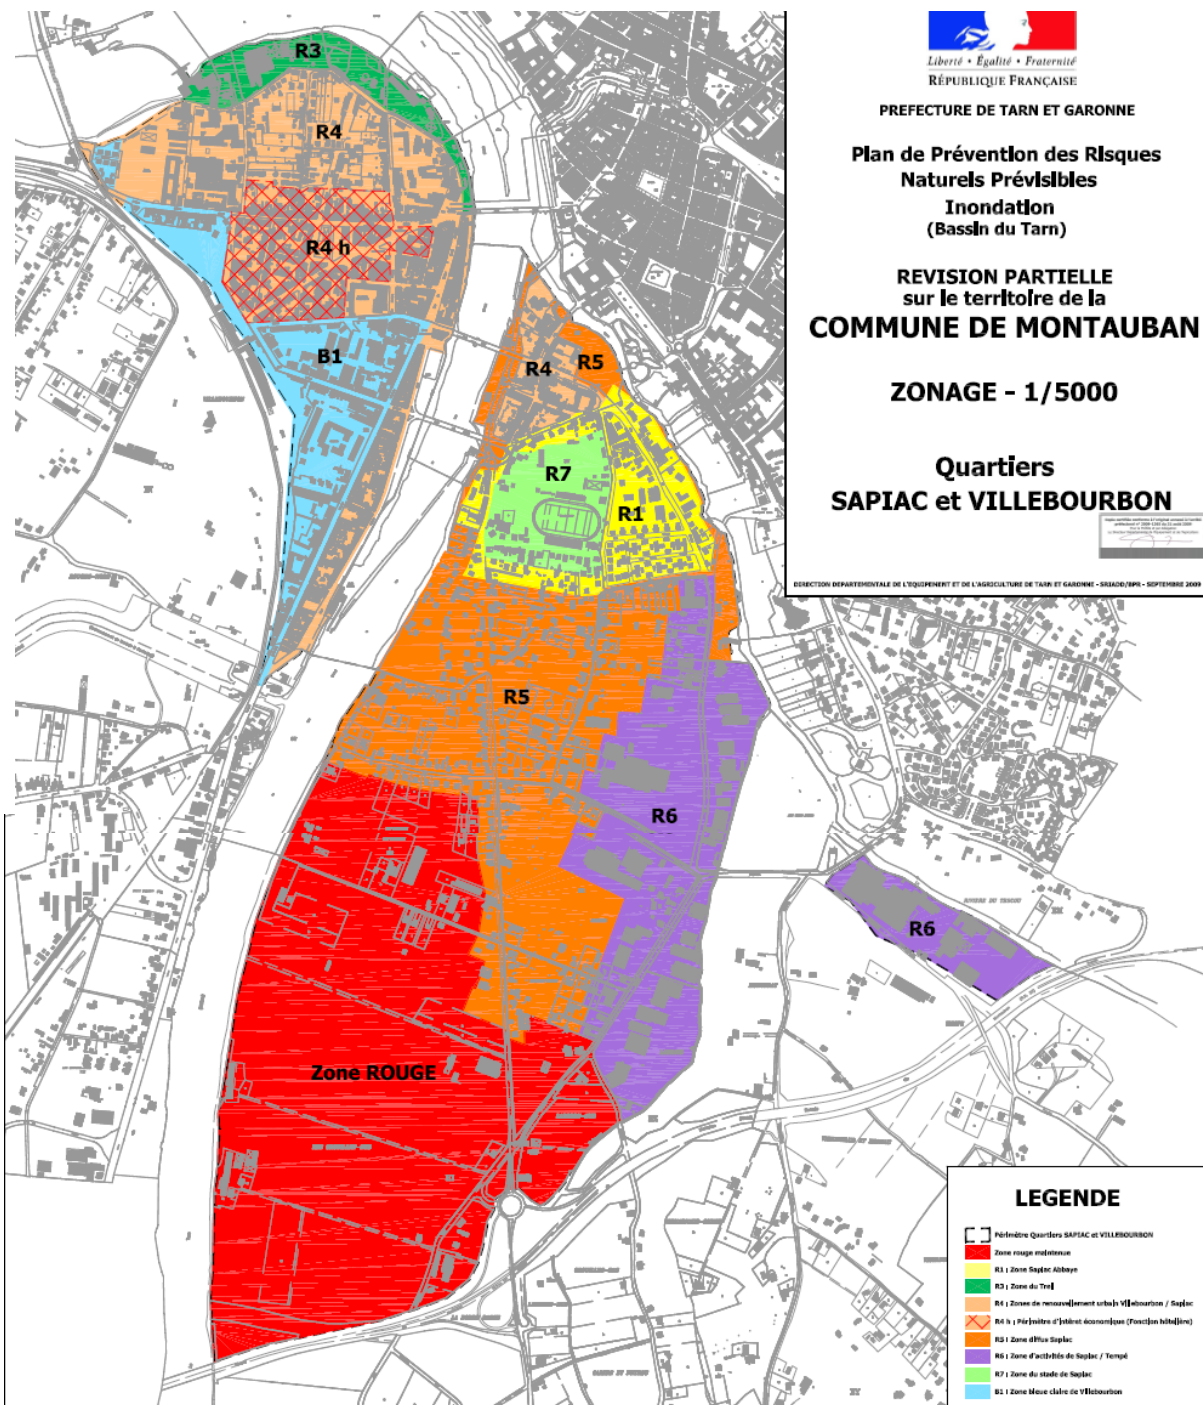 Liberté • Égalité • Fraternité
RÉPUBLIQUE FRANÇAISE
PREFECTURE DE TARN ET GARONNE
Plan de Prévention des Risques
Naturels Prévisibles
Inondation
(Bassin du Tarn)
REVISION PARTIELLE
sur le territoire de la
COMMUNE DE MONTAUBAN
ZONAGE - 1/5000
Quartiers
SAPIAC et VILLEBOURBON
DIRECTION DEPARTEMENTALE DE L'EQUIPEMENT ET DE L'AGRICULTURE DE TARN ET GARONNE - SRIADD/BPR - SEPTEMBRE 2009
R3
R4
R4 h
B1
R4
R5
R7
R1
R5
R6
R6
Zone ROUGE
LEGENDE
Périmètre Quartiers SAPIAC et VILLEBOURBON
Zone rouge maintenue
R1 : Zone Sapiac Abbaye
R3 : Zone du Treil
R4 : Zones de renouvellement urbain Villebourbon / Sapiac
R4 h : Périmètre d'intéret économique (Fonction hôtelière)
R5 : Zone diffus Sapiac
R6 : Zone d'activités de Sapiac / Tempé
R7 : Zone du stade de Sapiac
B1 : Zone bleue claire de Villebourbon